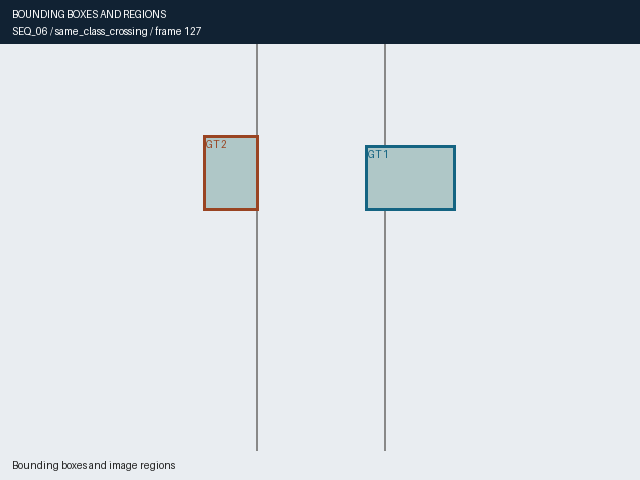 BOUNDING BOXES AND REGIONS
SEQ_06 / same_class_crossing / frame 127
GT2
GT1
Bounding boxes and image regions